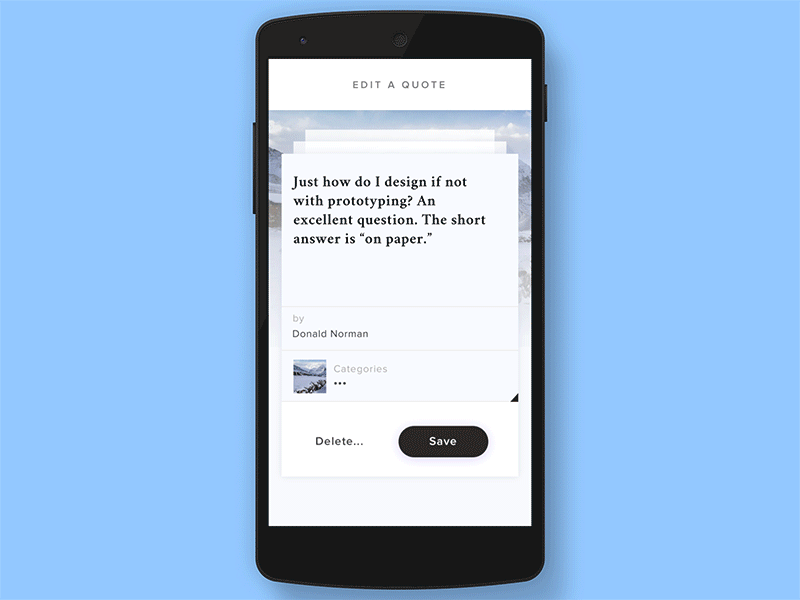 EDIT A QUOTE
Just how do I design if not
with prototyping? An
excellent question. The short
answer is “on paper.”
by
Donald Norman
Categories
•••
Delete...
Save